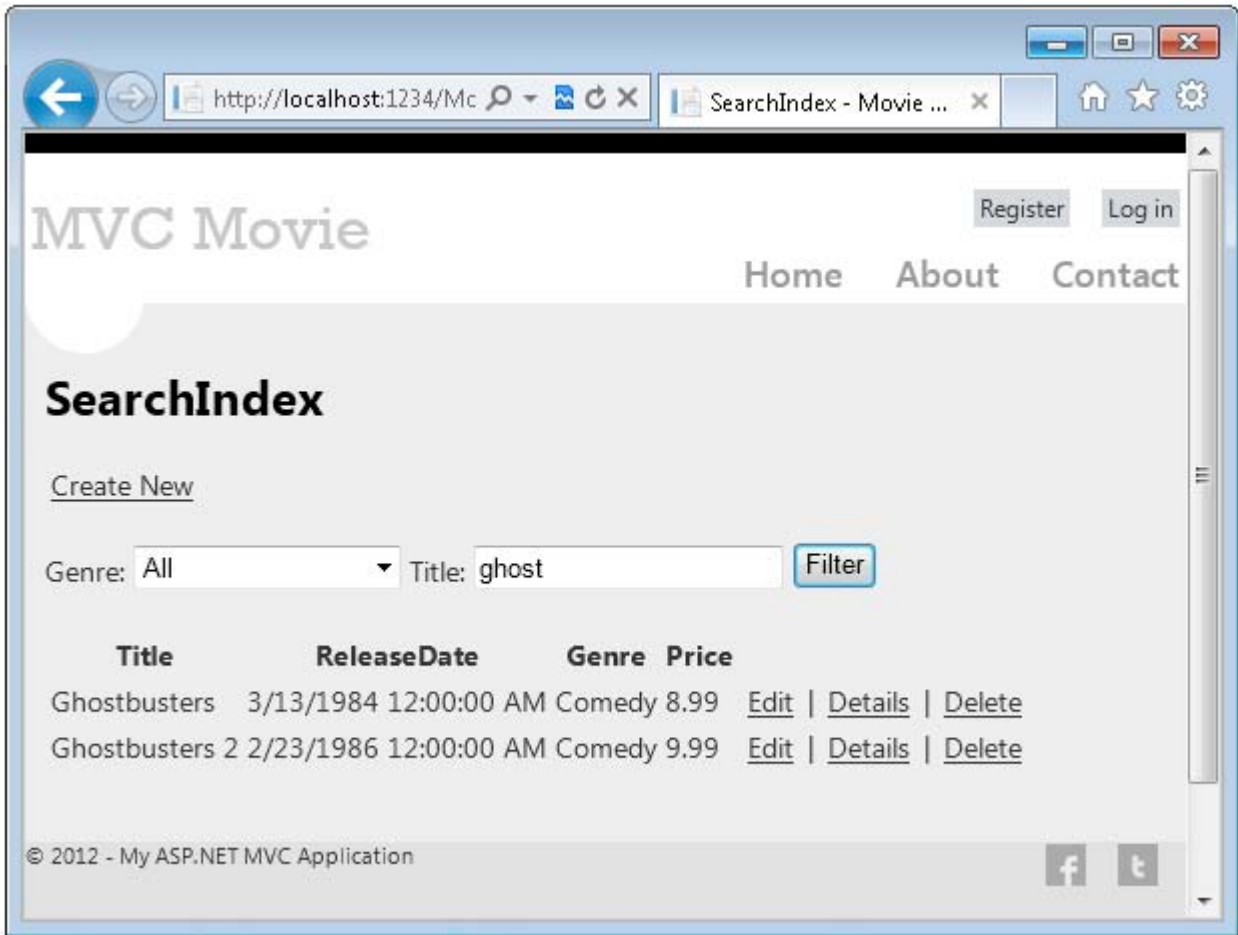 http://localhost:1234/Mc
SearchIndex - Movie ...
MVC Movie
Register Log in
Home About Contact
SearchIndex
Create New
Genre: All Title: ghost Filter
Title ReleaseDate Genre Price
Ghostbusters 3/13/1984 12:00:00 AM Comedy 8.99 Edit | Details | Delete
Ghostbusters 2 2/23/1986 12:00:00 AM Comedy 9.99 Edit | Details | Delete
© 2012 - My ASP.NET MVC Application
f t